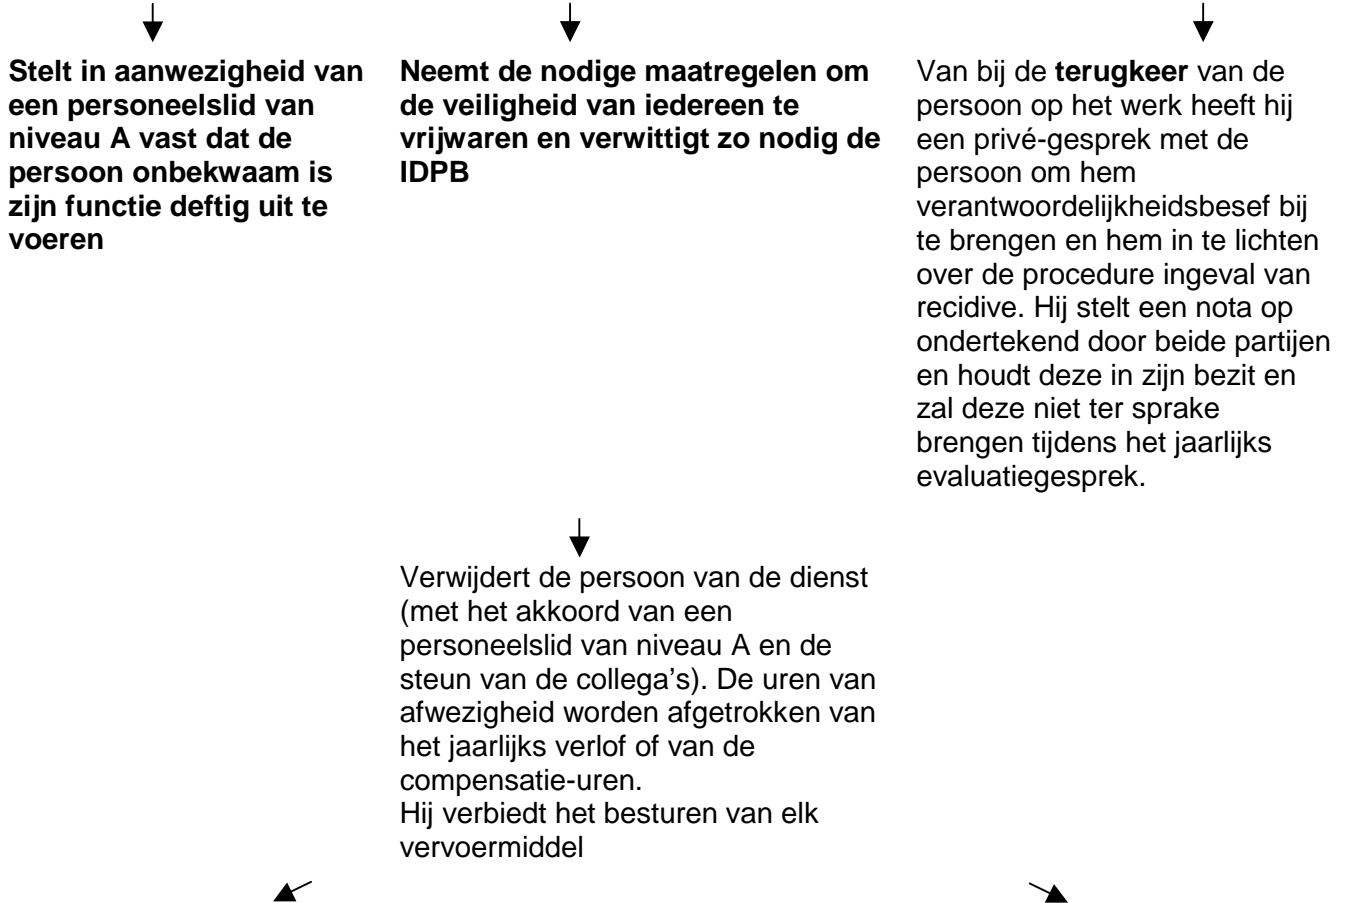 Stelt in aanwezigheid van
een personeelslid van
niveau A vast dat de
persoon onbekwaam is
zijn functie deftig uit te
voeren
Neemt de nodige maatregelen om
de veiligheid van iedereen te
vrijwaren en verwittigt zo nodig de
IDPB
Van bij de terugkeer van de
persoon op het werk heeft hij
een privé-gesprek met de
persoon om hem
verantwoordelijkheidsbesef bij
te brengen en hem in te lichten
over de procedure ingeval van
recidive. Hij stelt een nota op
ondertekend door beide partijen
en houdt deze in zijn bezit en
zal deze niet ter sprake
brengen tijdens het jaarlijks
evaluatiegesprek.
Verwijdert de persoon van de dienst
(met het akkoord van een
personeelslid van niveau A en de
steun van de collega's). De uren van
afwezigheid worden afgetrokken van
het jaarlijks verlof of van de
compensatie-uren.
Hij verbiedt het besturen van elk
vervoermiddel